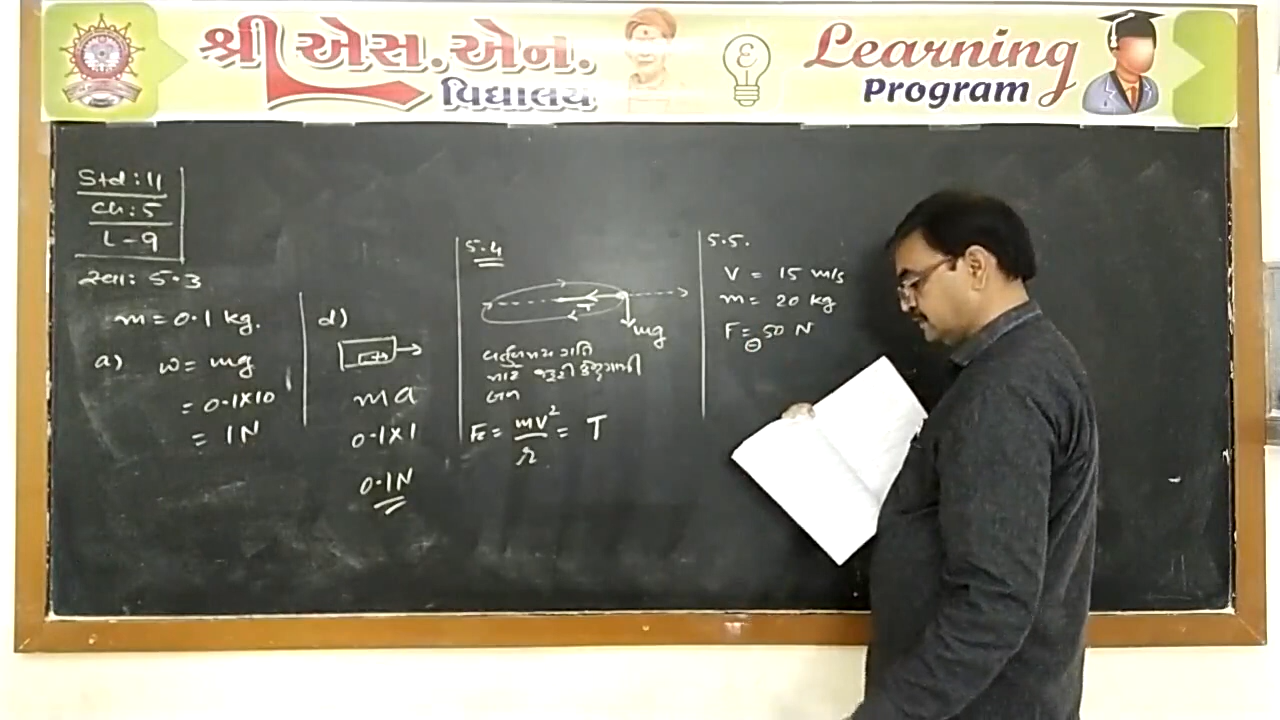 શ્રી એસ.એન.
વિદ્યાલય
Learning
Program
Std : 11
Ch : 5
L - 9
સ્વા: 5.3
m = 0.1 kg.
a) w = mg
= 0.1×10
= 1N
d)
ma
0.1×1
0.1N
5.4
T
mg
વર્તુળમય ગતિ
માટે જરૂરી કેન્દ્રગામી
બળ
Fc = mv²/r = T
5.5.
V = 15 m/s
m = 20 kg
F = 50 N
⊖